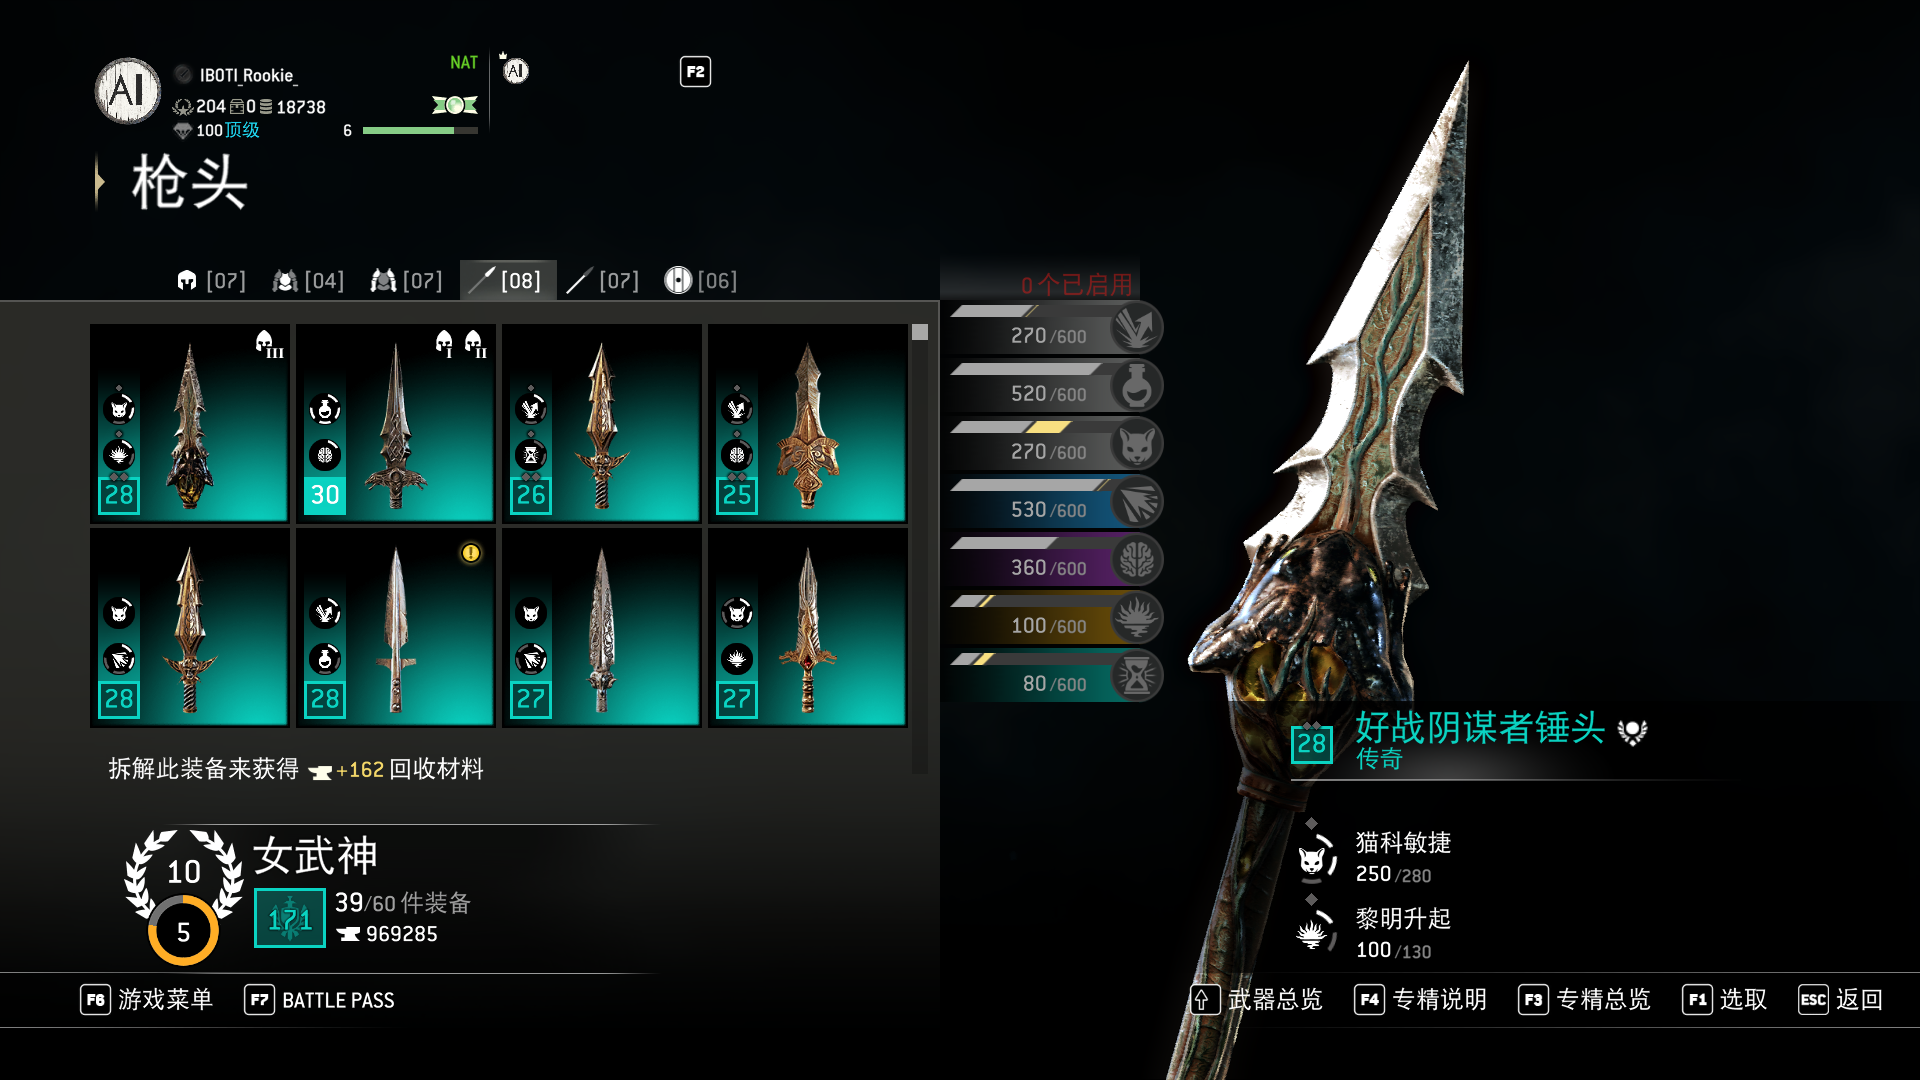 AI
IBOTI_Rookie_
204 0 18738
100顶级
6
NAT
AI
F2
枪头
[07] [04] [07] [08] [07] [06]
0 个已启用
270 /600
520 /600
270 /600
530 /600
360 /600
100 /600
80 /600
III
28
I II
30
26
25
28
!
28
27
27
拆解此装备来获得 +162 回收材料
10
5
女武神
171
39/60 件装备
969285
28
好战阴谋者锤头
传奇
猫科敏捷
250 /280
黎明升起
100 /130
F6 游戏菜单 F7 BATTLE PASS
武器总览 F4 专精说明 F3 专精总览 F1 选取 ESC 返回